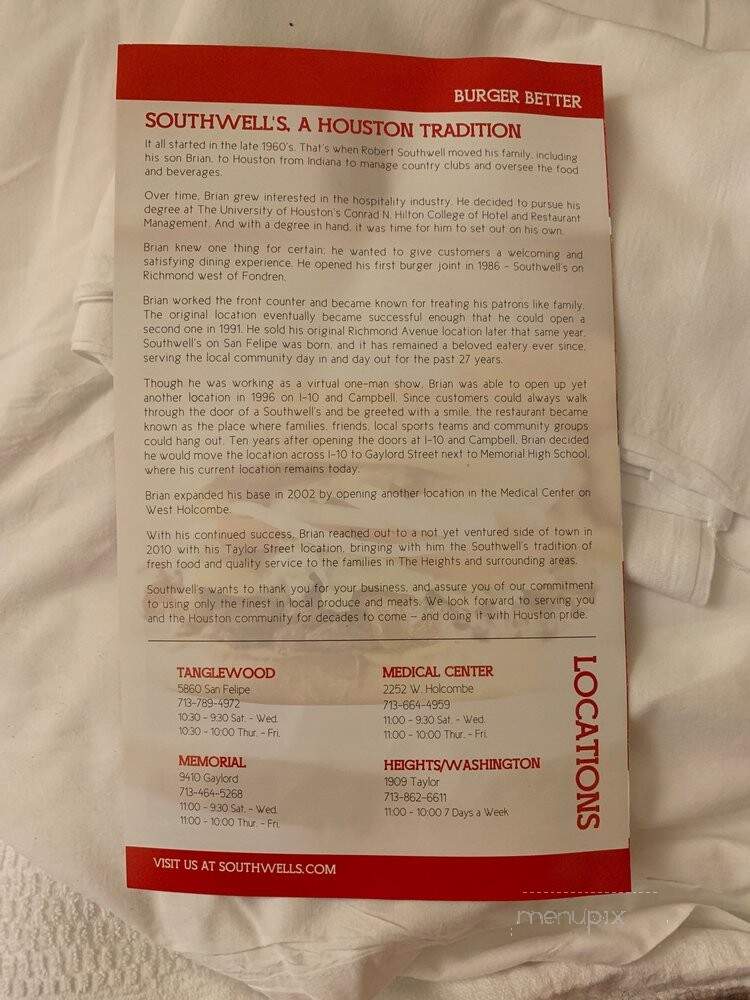 BURGER BETTER
SOUTHWELL'S, A HOUSTON TRADITION
It all started in the late 1960's. That's when Robert Southwell moved his family, including
his son Brian, to Houston from Indiana to manage country clubs and oversee the food
and beverages.
Over time, Brian grew interested in the hospitality industry. He decided to pursue his
degree at The University of Houston's Conrad N. Hilton College of Hotel and Restaurant
Management. And with a degree in hand, it was time for him to set out on his own.
Brian knew one thing for certain; he wanted to give customers a welcoming and
satisfying dining experience. He opened his first burger joint in 1986 – Southwell's on
Richmond west of Fondren.
Brian worked the front counter and became known for treating his patrons like family.
The original location eventually became successful enough that he could open a
second one in 1991. He sold his original Richmond Avenue location later that same year.
Southwell's on San Felipe was born, and it has remained a beloved eatery ever since,
serving the local community day in and day out for the past 27 years.
Though he was working as a virtual one-man show, Brian was able to open up yet
another location in 1996 on I-10 and Campbell. Since customers could always walk
through the door of a Southwell's and be greeted with a smile, the restaurant became
known as the place where families, friends, local sports teams and community groups
could hang out. Ten years after opening the doors at I-10 and Campbell, Brian decided
he would move the location across I-10 to Gaylord Street next to Memorial High School,
where his current location remains today.
Brian expanded his base in 2002 by opening another location in the Medical Center on
West Holcombe.
With his continued success, Brian reached out to a not yet ventured side of town in
2010 with his Taylor Street location, bringing with him the Southwell's tradition of
fresh food and quality service to the families in The Heights and surrounding areas.
Southwell's wants to thank you for your business, and assure you of our commitment
to using only the finest in local produce and meats. We look forward to serving you
and the Houston community for decades to come – and doing it with Houston pride.
LOCATIONS
TANGLEWOOD
5860 San Felipe
713-789-4972
10:30 - 9:30 Sat. - Wed.
10:30 - 10:00 Thur. - Fri.
MEDICAL CENTER
2252 W. Holcombe
713-664-4959
11:00 - 9:30 Sat. - Wed.
11:00 - 10:00 Thur. - Fri.
MEMORIAL
9410 Gaylord
713-464-5268
11:00 - 9:30 Sat. - Wed.
11:00 - 10:00 Thur. - Fri.
HEIGHTS/WASHINGTON
1909 Taylor
713-862-6611
11:00 - 10:00 7 Days a Week
VISIT US AT SOUTHWELLS.COM
menupix